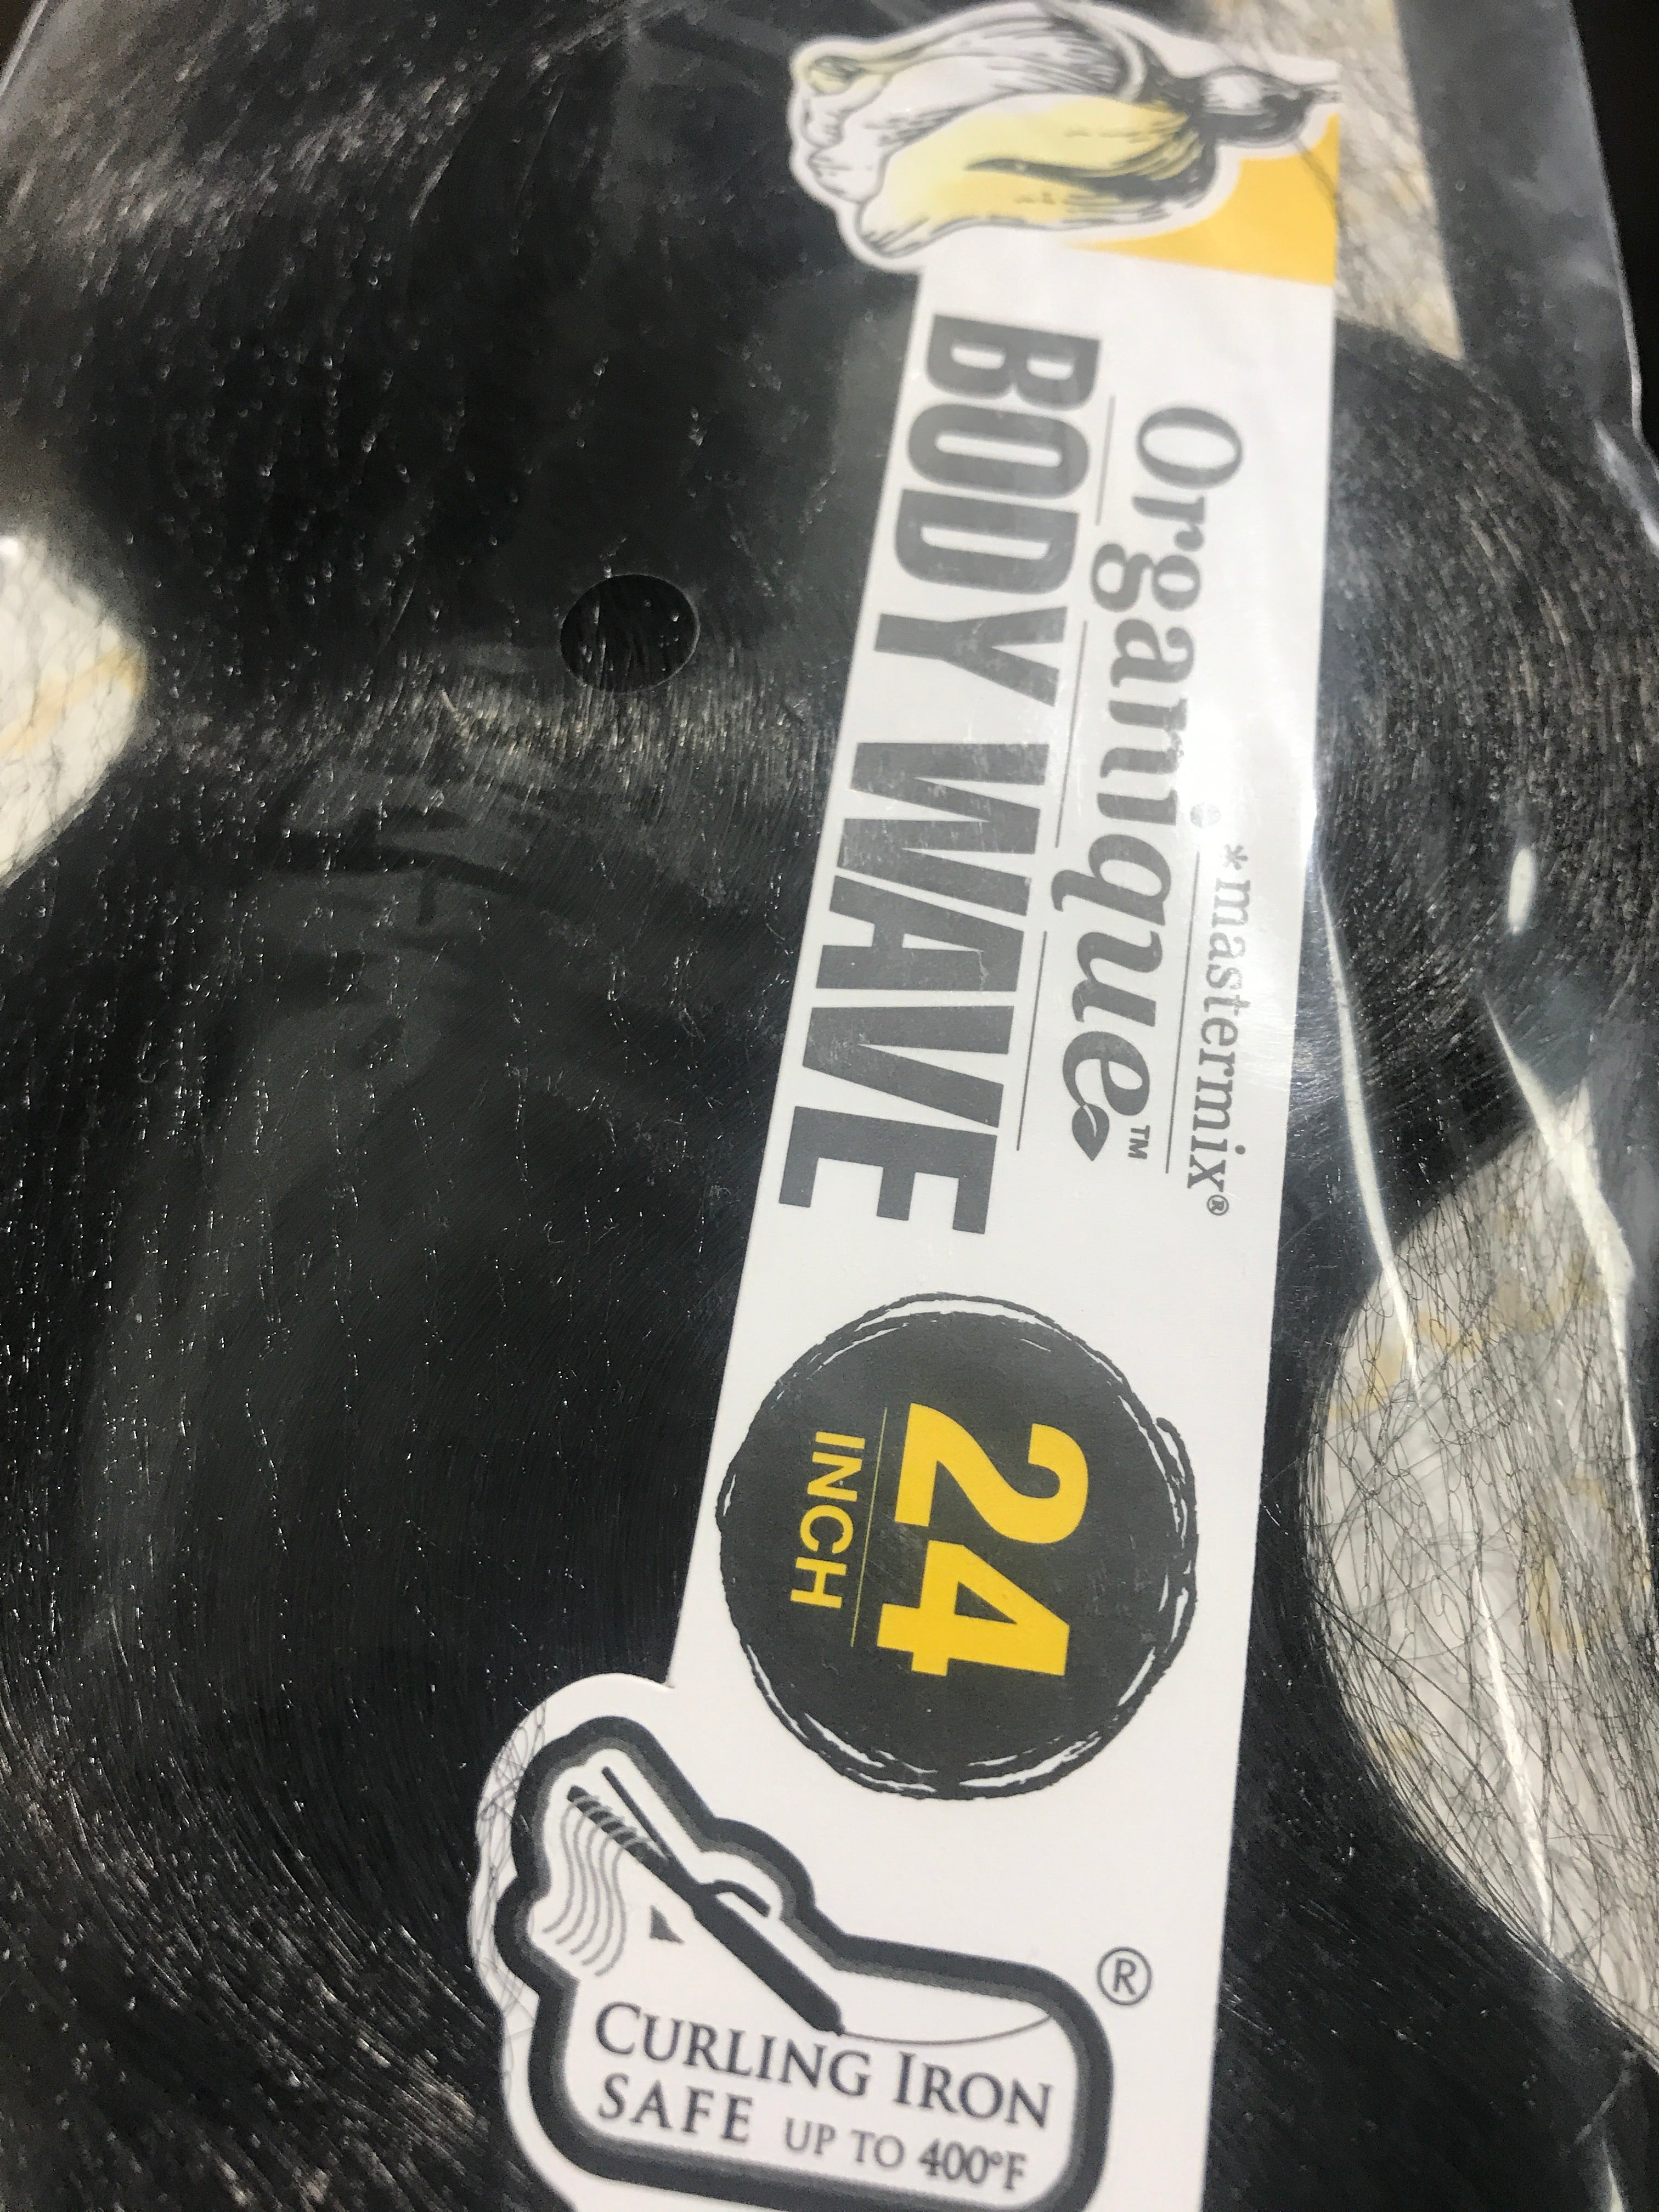 *mastermix®
Organique™
BODY WAVE
24
INCH
®
CURLING IRON
SAFE UP TO 400°F